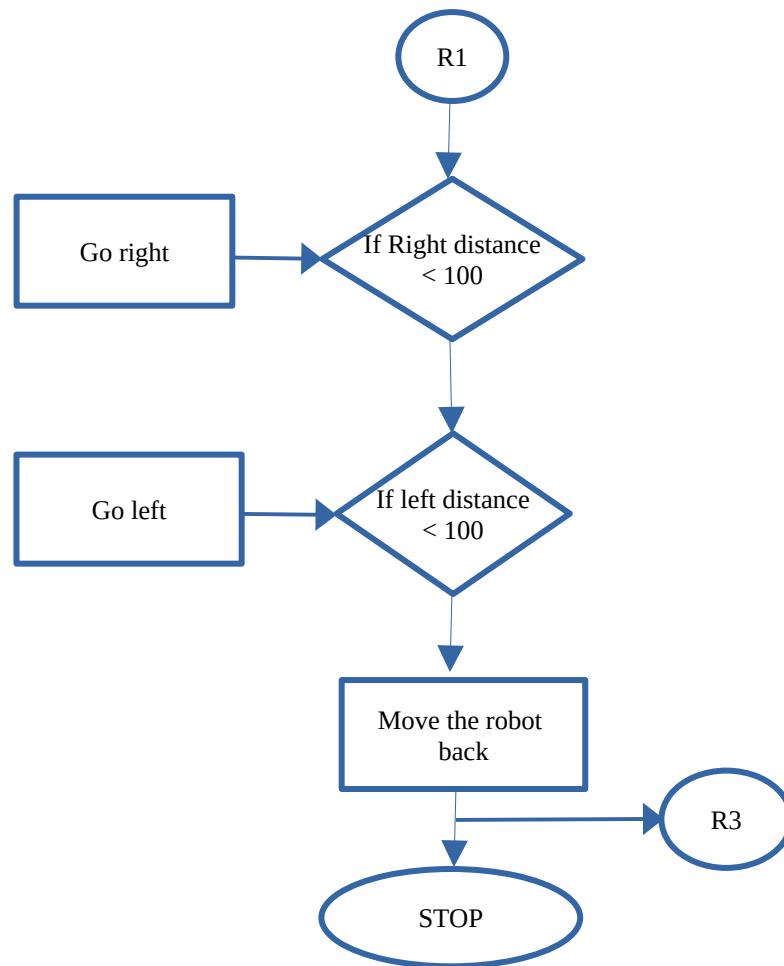 R1
Go right
If Right distance
< 100
Go left
If left distance
< 100
Move the robot
back
R3
STOP